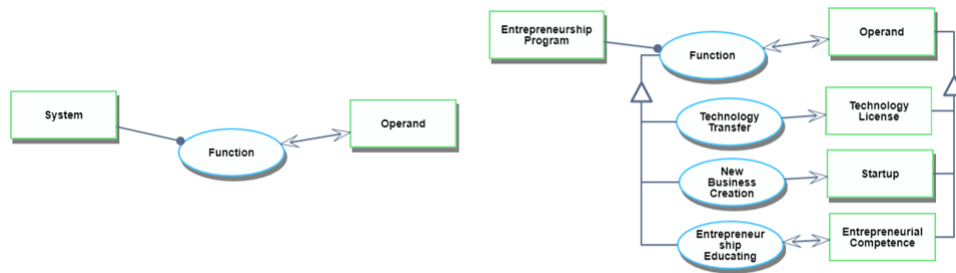 System
Function
Operand
Entrepreneurship
Program
Function
Operand
Technology
Transfer
Technology
License
New
Business
Creation
Startup
Entrepreneur
ship
Educating
Entrepreneurial
Competence